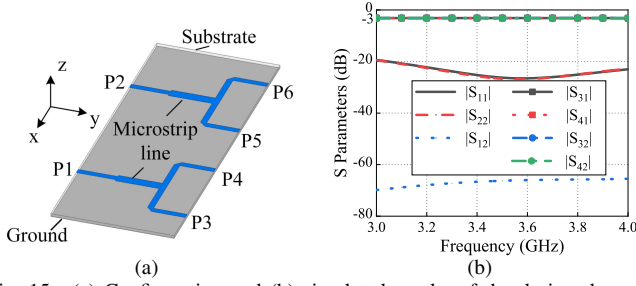 Substrate
z
y
x
P2
P6
Microstrip
line
P5
P1
P4
P3
Ground
(a)
0
-3
-20
-40
-60
-80
S Parameters (dB)
|S11| |S31|
|S22| |S41|
|S12| |S32|
|S42|
3.0 3.2 3.4 3.6 3.8 4.0
Frequency (GHz)
(b)